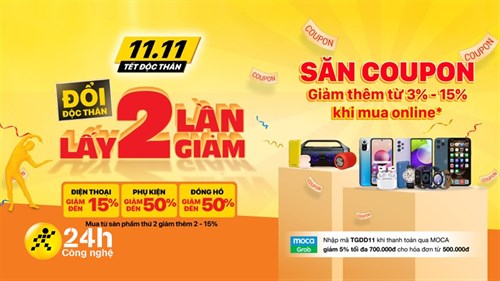 11.11
TẾT ĐỘC THÂN
ĐỔI
ĐỘC THÂN
LẤY 2 LẦN
GIẢM
ĐIỆN THOẠI
GIẢM ĐẾN 15%
PHỤ KIỆN
GIẢM ĐẾN 50%
ĐỒNG HỒ
GIẢM ĐẾN 50%
Mua từ sản phẩm thứ 2 giảm thêm 2 - 15%
24h
Công nghệ
COUPON
COUPON
COUPON
COUPON
SĂN COUPON
Giảm thêm từ 3% - 15%
khi mua online*
moca
Grab
Nhập mã TGDD11 khi thanh toán qua MOCA
giảm 5% tối đa 700.000đ cho hóa đơn từ 500.000đ